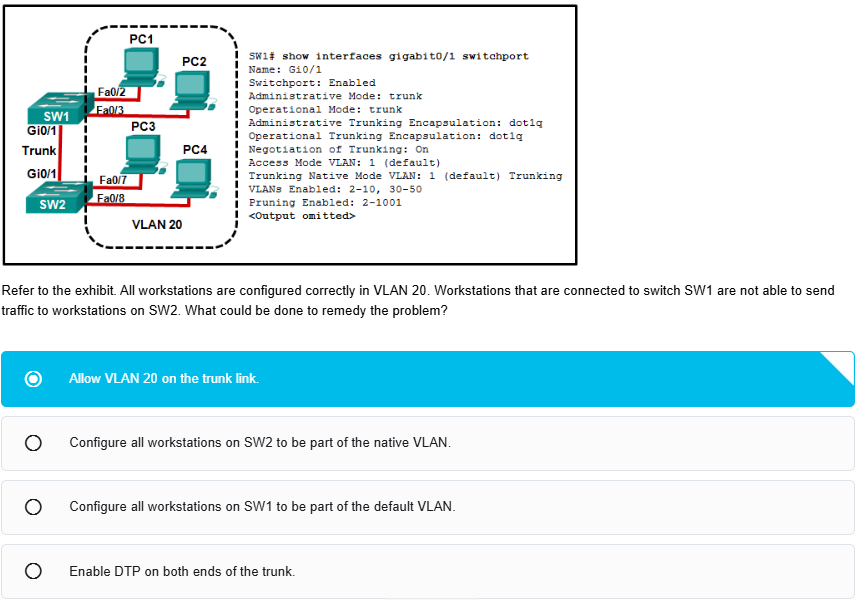 PC1
PC2
Fa0/2
SW1
Fa0/3
Gi0/1
PC3
Trunk
PC4
Gi0/1
Fa0/7
SW2
Fa0/8
VLAN 20
SW1# show interfaces gigabit0/1 switchport
Name: Gi0/1
Switchport: Enabled
Administrative Mode: trunk
Operational Mode: trunk
Administrative Trunking Encapsulation: dot1q
Operational Trunking Encapsulation: dot1q
Negotiation of Trunking: On
Access Mode VLAN: 1 (default)
Trunking Native Mode VLAN: 1 (default) Trunking
VLANs Enabled: 2-10, 30-50
Pruning Enabled: 2-1001
<Output omitted>
Refer to the exhibit. All workstations are configured correctly in VLAN 20. Workstations that are connected to switch SW1 are not able to send
traffic to workstations on SW2. What could be done to remedy the problem?
Allow VLAN 20 on the trunk link.
Configure all workstations on SW2 to be part of the native VLAN.
Configure all workstations on SW1 to be part of the default VLAN.
Enable DTP on both ends of the trunk.